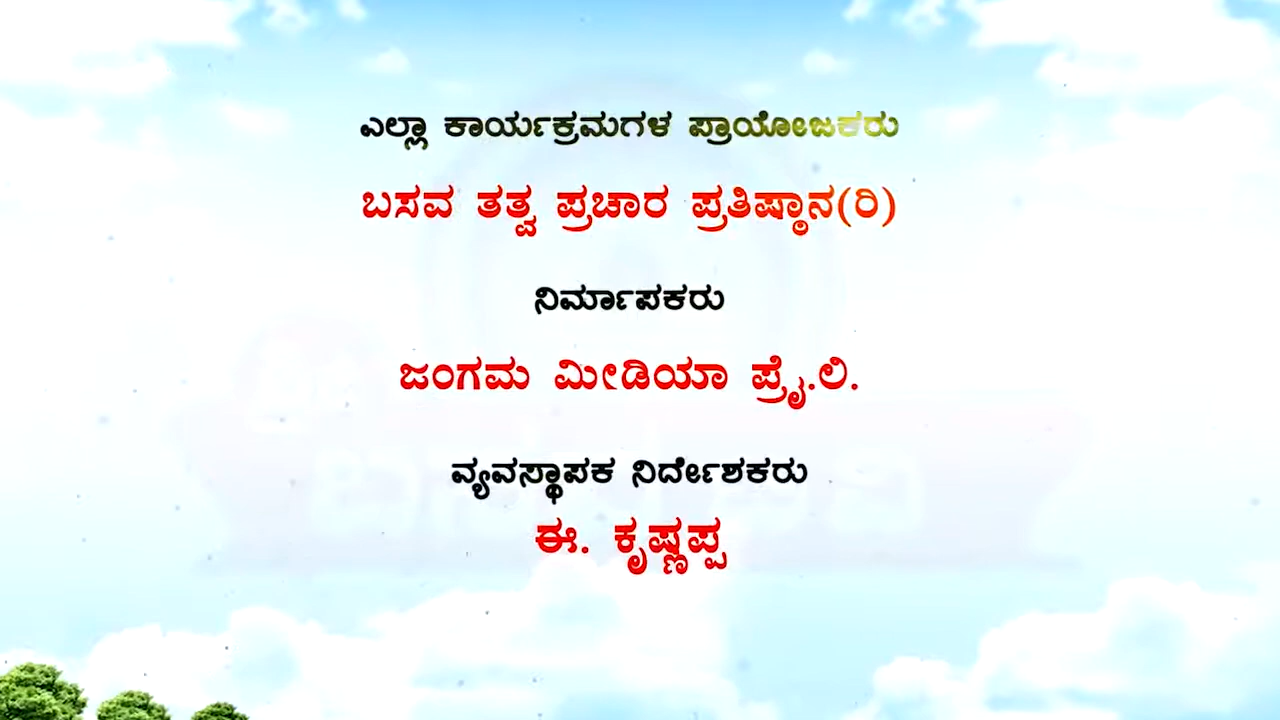 ಎಲ್ಲಾ ಕಾರ್ಯಕ್ರಮಗಳ ಪ್ರಾಯೋಜಕರು
ಬಸವ ತತ್ವ ಪ್ರಚಾರ ಪ್ರತಿಷ್ಠಾನ(ರಿ)
ನಿರ್ಮಾಪಕರು
ಜಂಗಮ ಮೀಡಿಯಾ ಪ್ರೈ.ಲಿ.
ವ್ಯವಸ್ಥಾಪಕ ನಿರ್ದೇಶಕರು
ಈ. ಕೃಷ್ಣಪ್ಪ